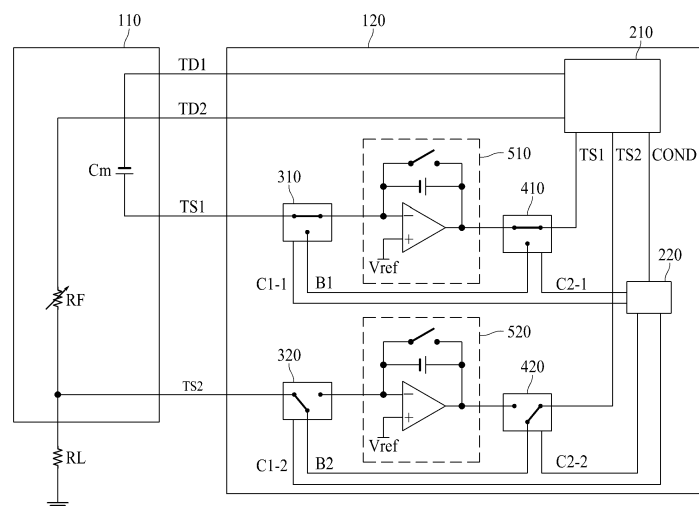 110
120
210
TD1
TD2
510
TS1 TS2 COND
Cm
310
410
TS1
220
Vref
C1-1
B1
C2-1
RF
520
320
420
TS2
Vref
RL
C1-2
B2
C2-2